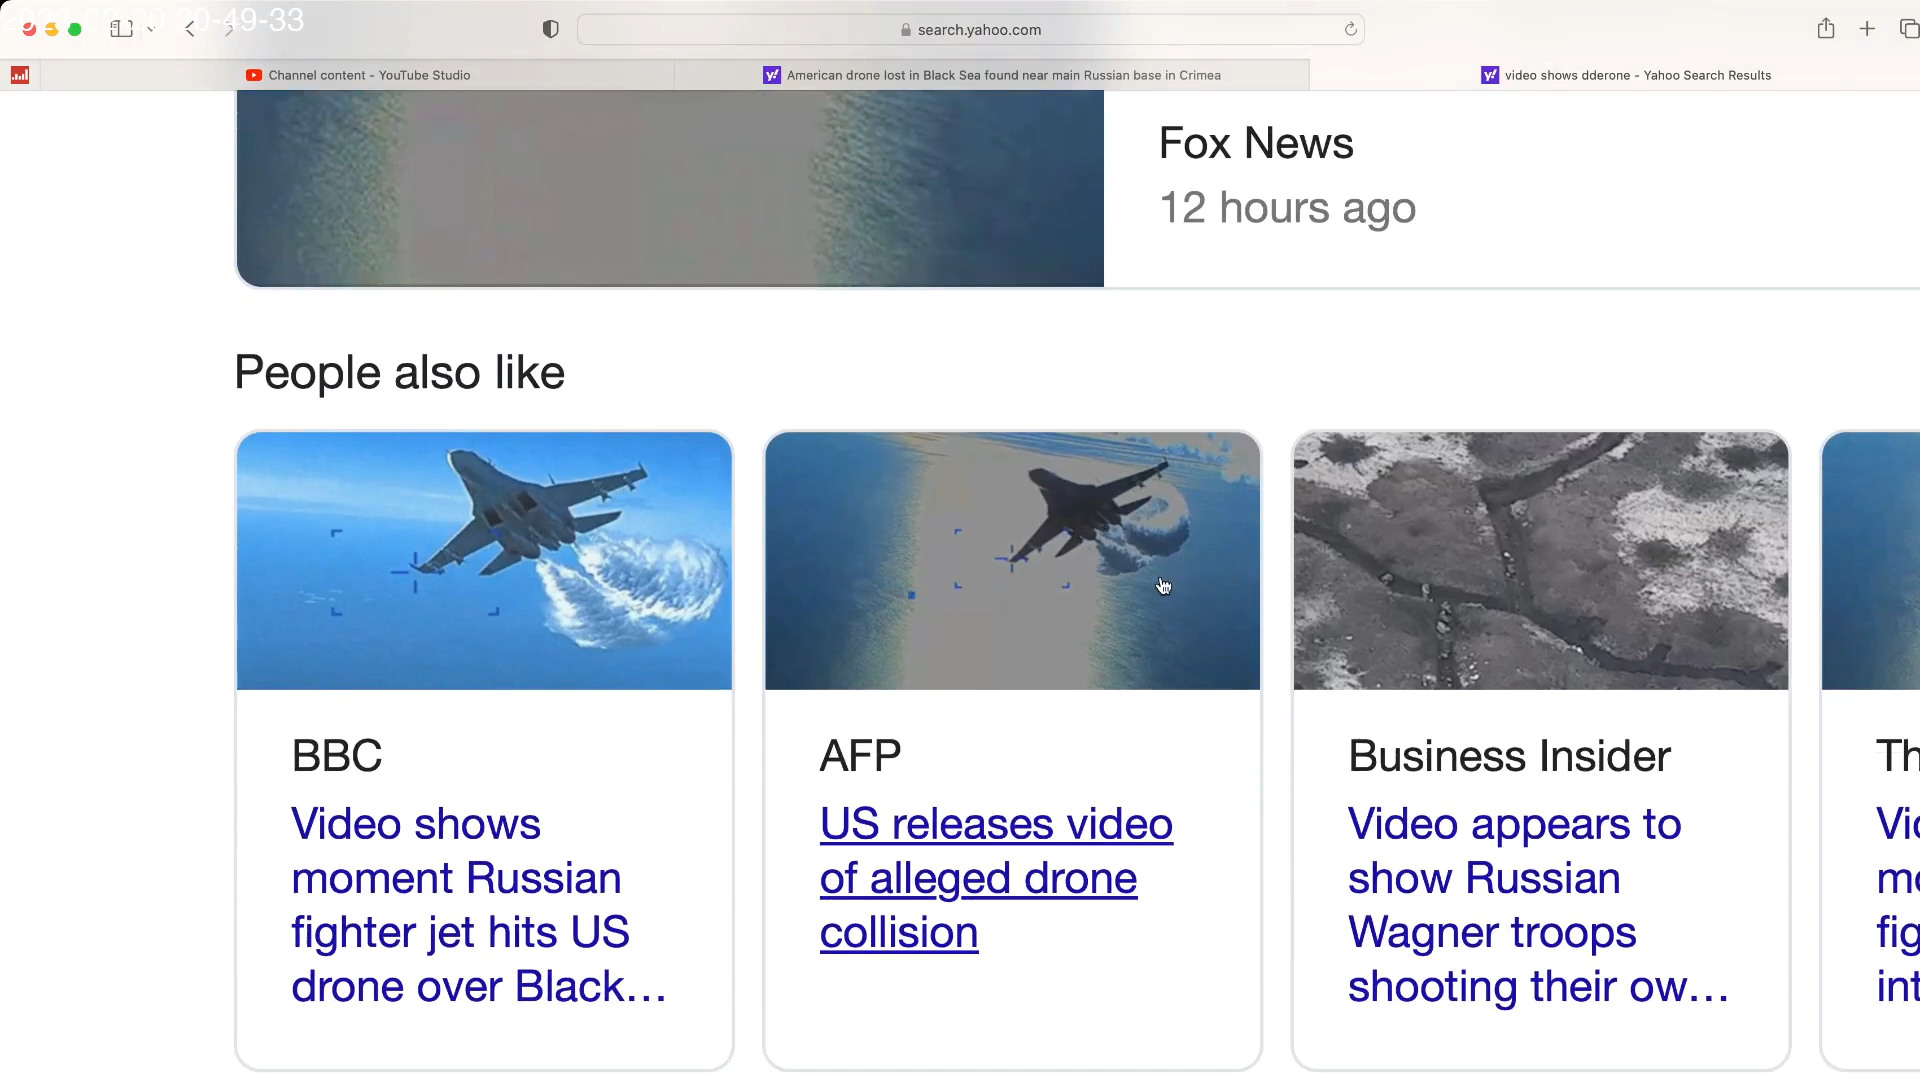 20-49-33
search.yahoo.com
Channel content - YouTube Studio
y! American drone lost in Black Sea found near main Russian base in Crimea
y! video shows dderone - Yahoo Search Results
Fox News
12 hours ago
People also like
BBC
Video shows
moment Russian
fighter jet hits US
drone over Black...
AFP
US releases video
of alleged drone
collision
Business Insider
Video appears to
show Russian
Wagner troops
shooting their ow...